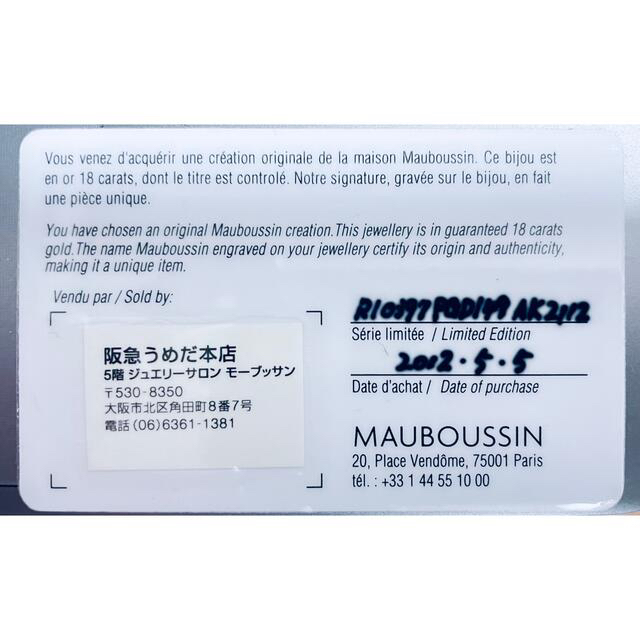 Vous venez d'acquérir une création originale de la maison Mauboussin. Ce bijou est
en or 18 carats, dont le titre est controlé. Notre signature, gravée sur le bijou, en fait
une pièce unique.
You have chosen an original Mauboussin creation.This jewellery is in guaranteed 18 carats
gold.The name Mauboussin engraved on your jewellery certify its origin and authenticity,
making it a unique item.
Vendu par / Sold by:
阪急うめだ本店
5階 ジュエリーサロン モーブッサン
〒530-8350
大阪市北区角田町8番7号
電話(06)6361-1381
Série limitée / Limited Edition
2012・5・5
Date d'achat / Date of purchase
MAUBOUSSIN
20, Place Vendôme, 75001 Paris
tél. : +33 1 44 55 10 00